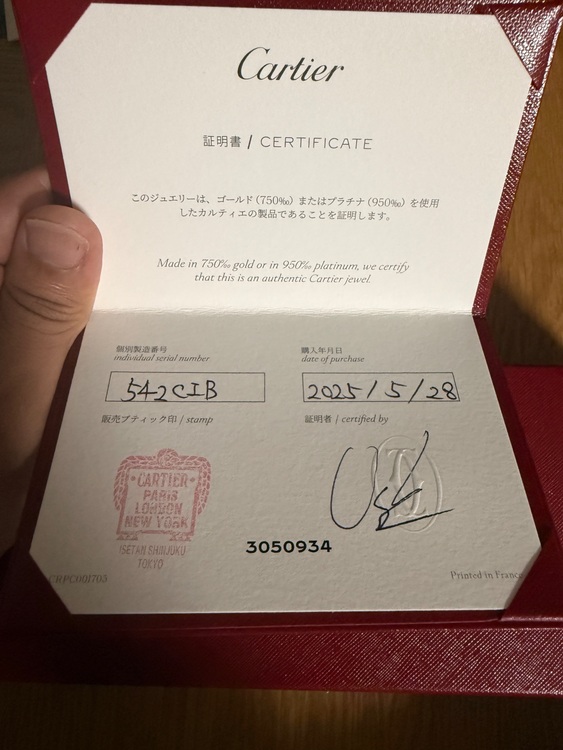 Cartier
証明書 / CERTIFICATE
このジュエリーは、ゴールド (750‰) またはプラチナ (950‰) を使用
したカルティエの製品であることを証明します。
Made in 750‰ gold or in 950‰ platinum, we certify
that this is an authentic Cartier jewel.
個別製造番号
individual serial number
購入年月日
date of purchase
542CIB
2025/5/28
販売ブティック印 / stamp
証明者 / certified by
CARTIER
PARIS
LONDON
NEW YORK
ISETAN SHINJUKU
TOKYO
3050934
CRPC001705
Printed in France